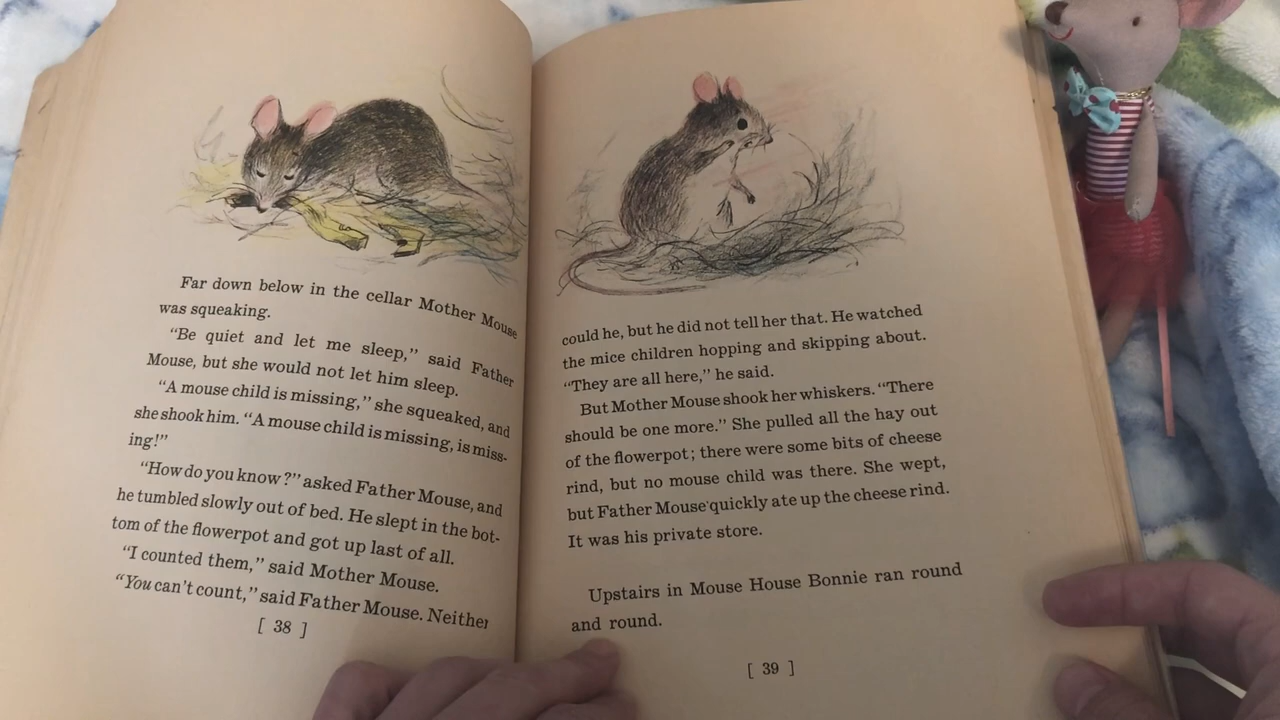 Far down below in the cellar Mother Mouse
was squeaking.
“Be quiet and let me sleep,” said Father
Mouse, but she would not let him sleep.
“A mouse child is missing,” she squeaked, and
she shook him. “A mouse child is missing, is miss-
ing!”
“How do you know?” asked Father Mouse, and
he tumbled slowly out of bed. He slept in the bot-
tom of the flowerpot and got up last of all.
“I counted them,” said Mother Mouse.
“You can’t count,” said Father Mouse. Neither
[ 38 ]
could he, but he did not tell her that. He watched
the mice children hopping and skipping about.
“They are all here,” he said.
But Mother Mouse shook her whiskers. “There
should be one more.” She pulled all the hay out
of the flowerpot; there were some bits of cheese
rind, but no mouse child was there. She wept,
but Father Mouse quickly ate up the cheese rind.
It was his private store.
Upstairs in Mouse House Bonnie ran round
and round.
[ 39 ]